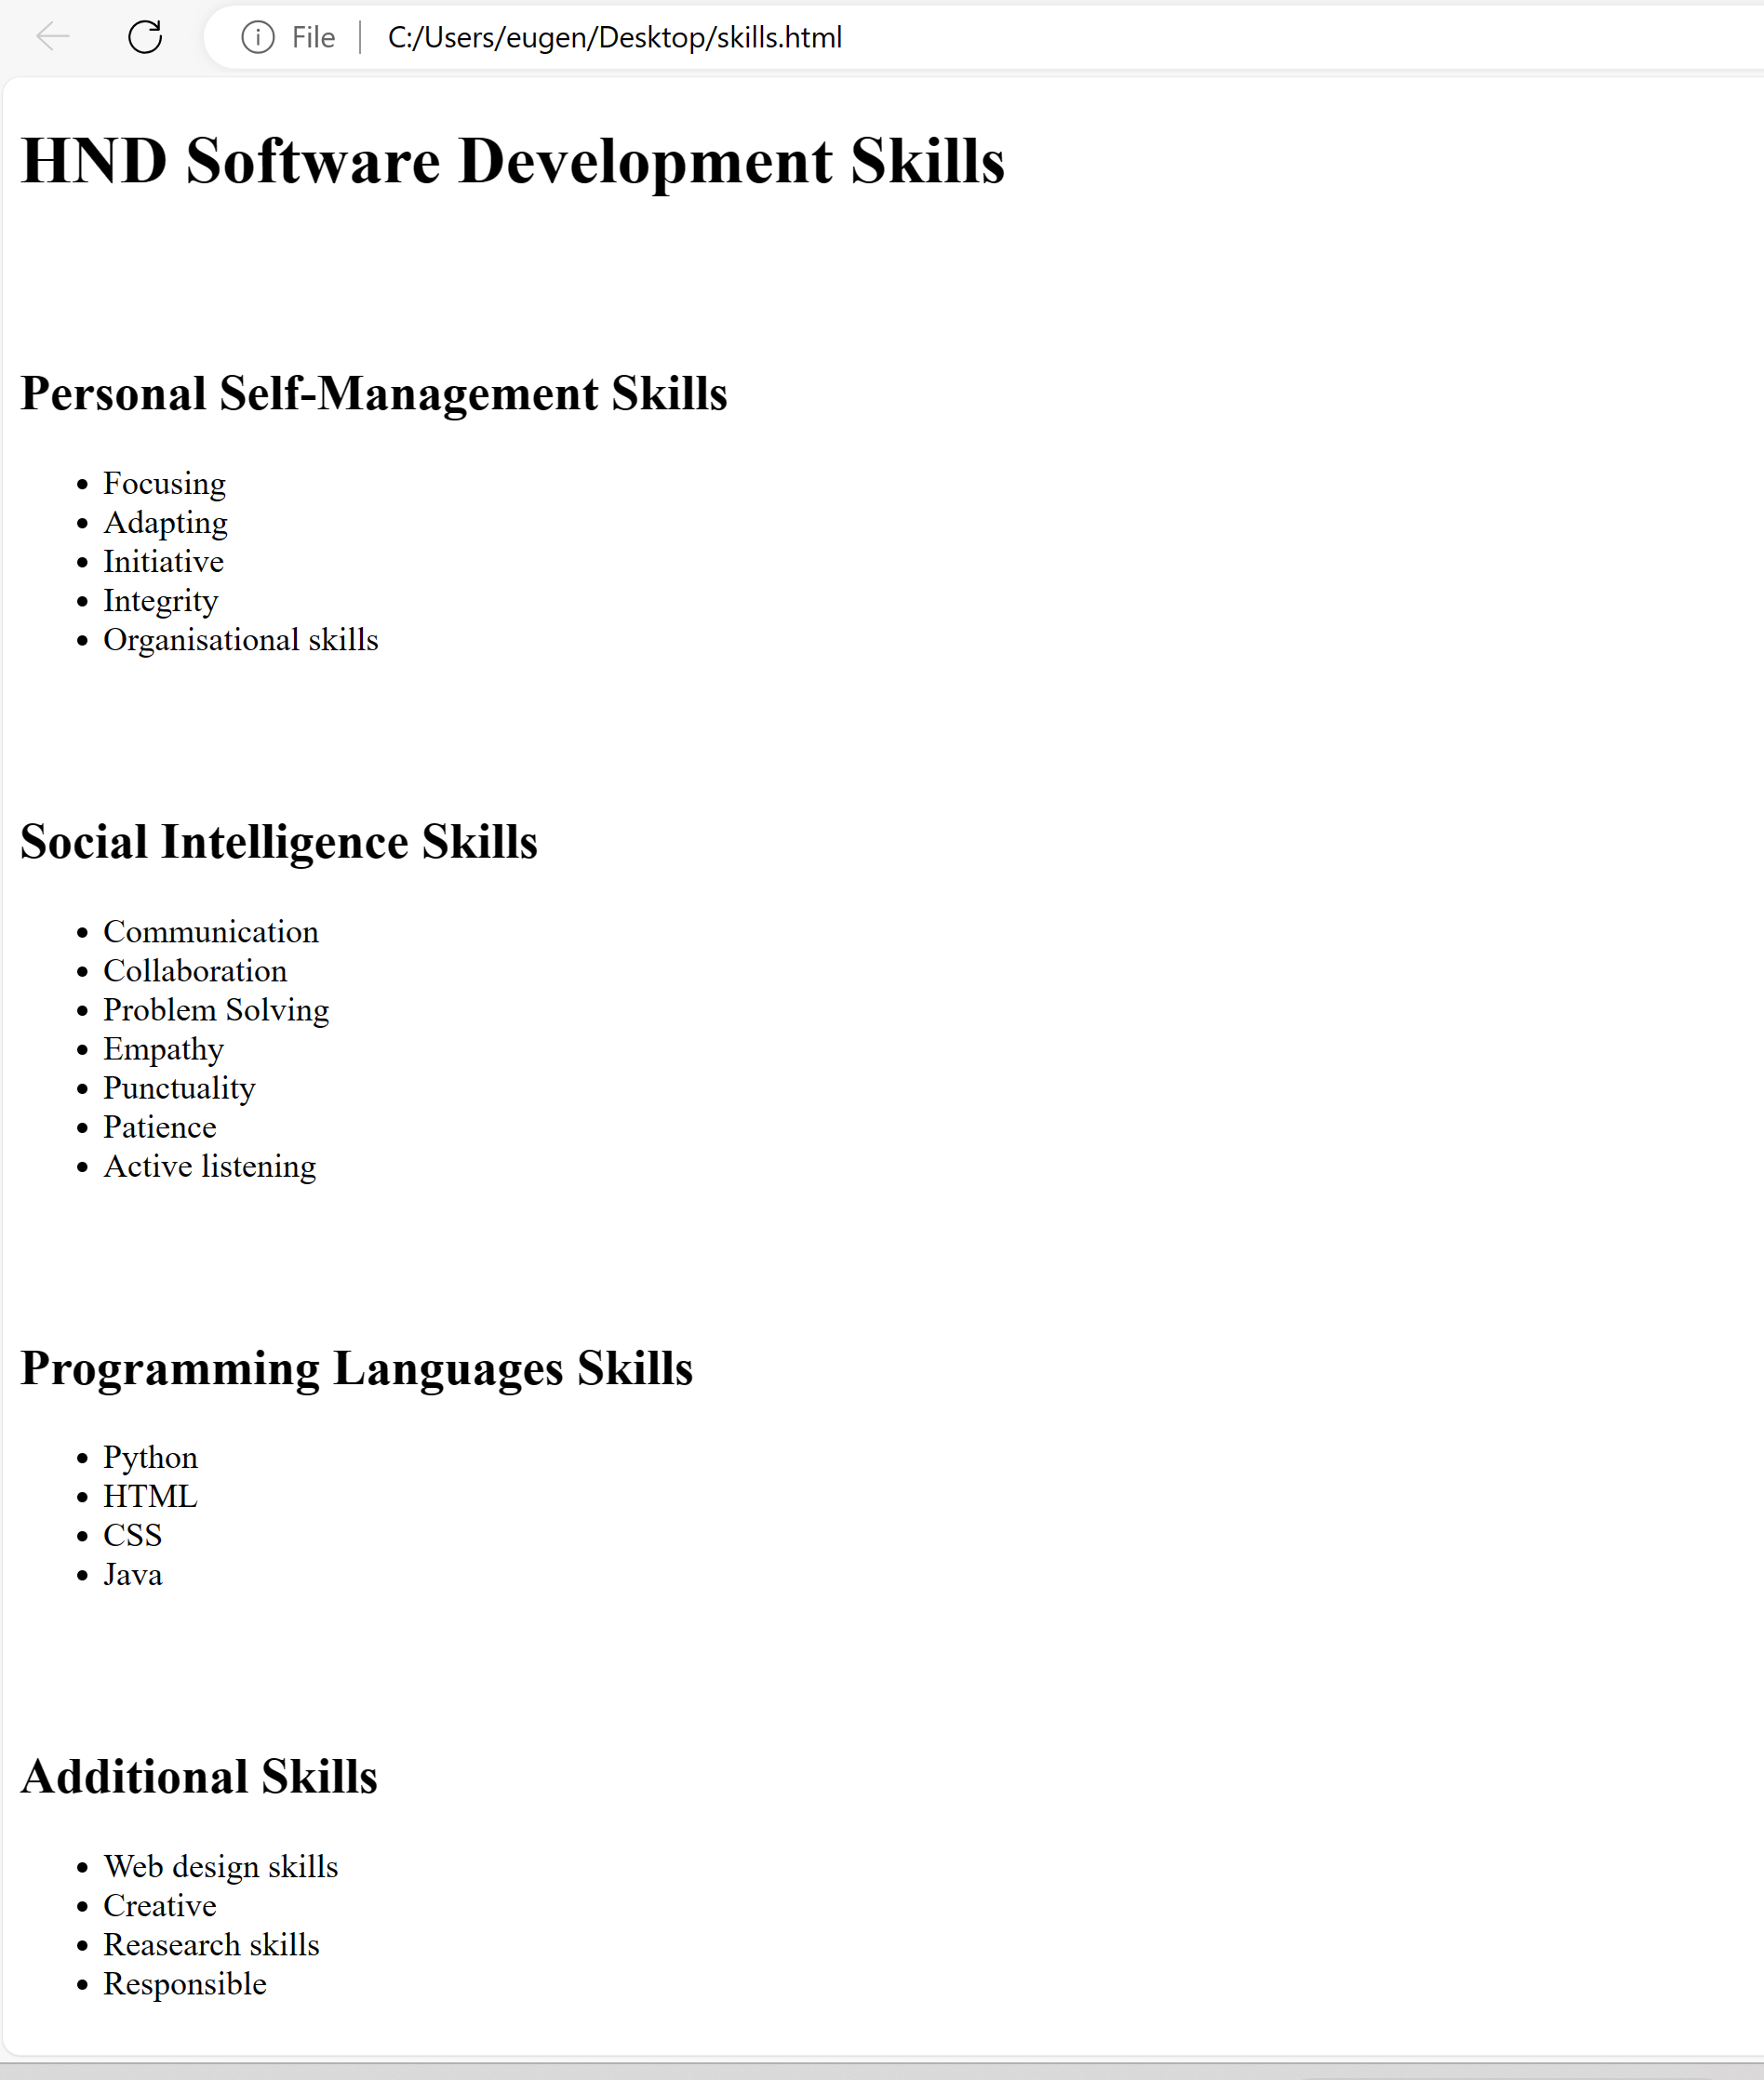 File | C:/Users/eugen/Desktop/skills.html
HND Software Development Skills
Personal Self-Management Skills
• Focusing
• Adapting
• Initiative
• Integrity
• Organisational skills
Social Intelligence Skills
• Communication
• Collaboration
• Problem Solving
• Empathy
• Punctuality
• Patience
• Active listening
Programming Languages Skills
• Python
• HTML
• CSS
• Java
Additional Skills
• Web design skills
• Creative
• Reasearch skills
• Responsible